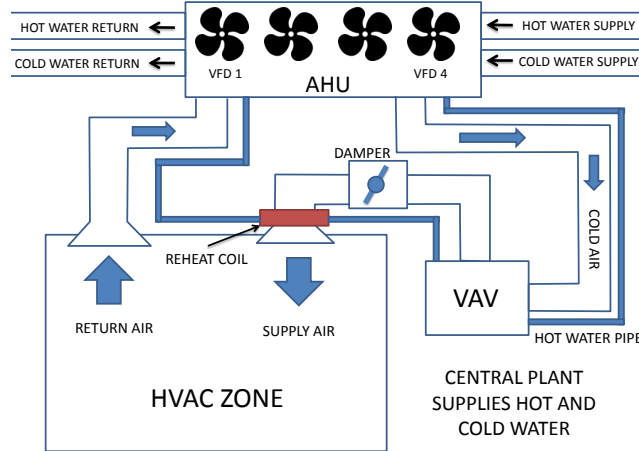 HOT WATER RETURN
HOT WATER SUPPLY
COLD WATER RETURN
COLD WATER SUPPLY
VFD 1
VFD 4
AHU
DAMPER
COLD AIR
REHEAT COIL
VAV
RETURN AIR
SUPPLY AIR
HOT WATER PIPE
HVAC ZONE
CENTRAL PLANT
SUPPLIES HOT AND
COLD WATER